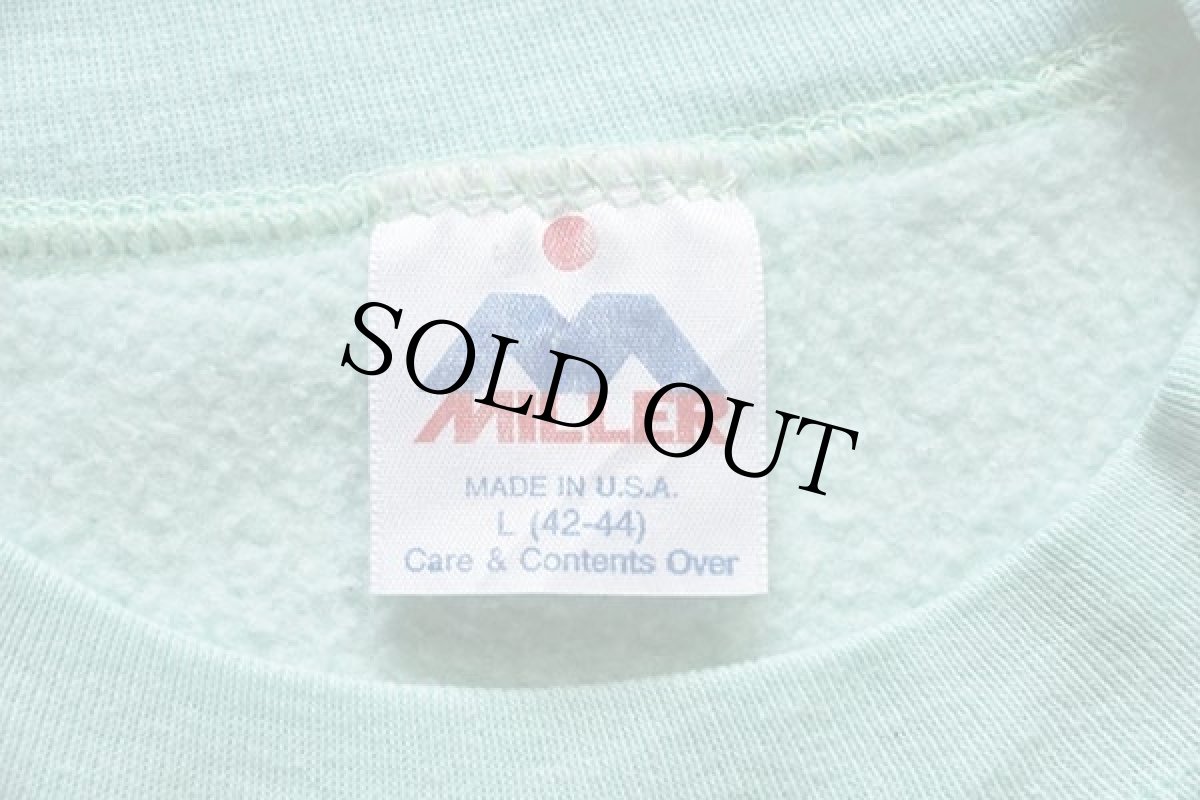 SOLD OUT
MILLER
MADE IN U.S.A.
L (42-44)
Care & Contents Over